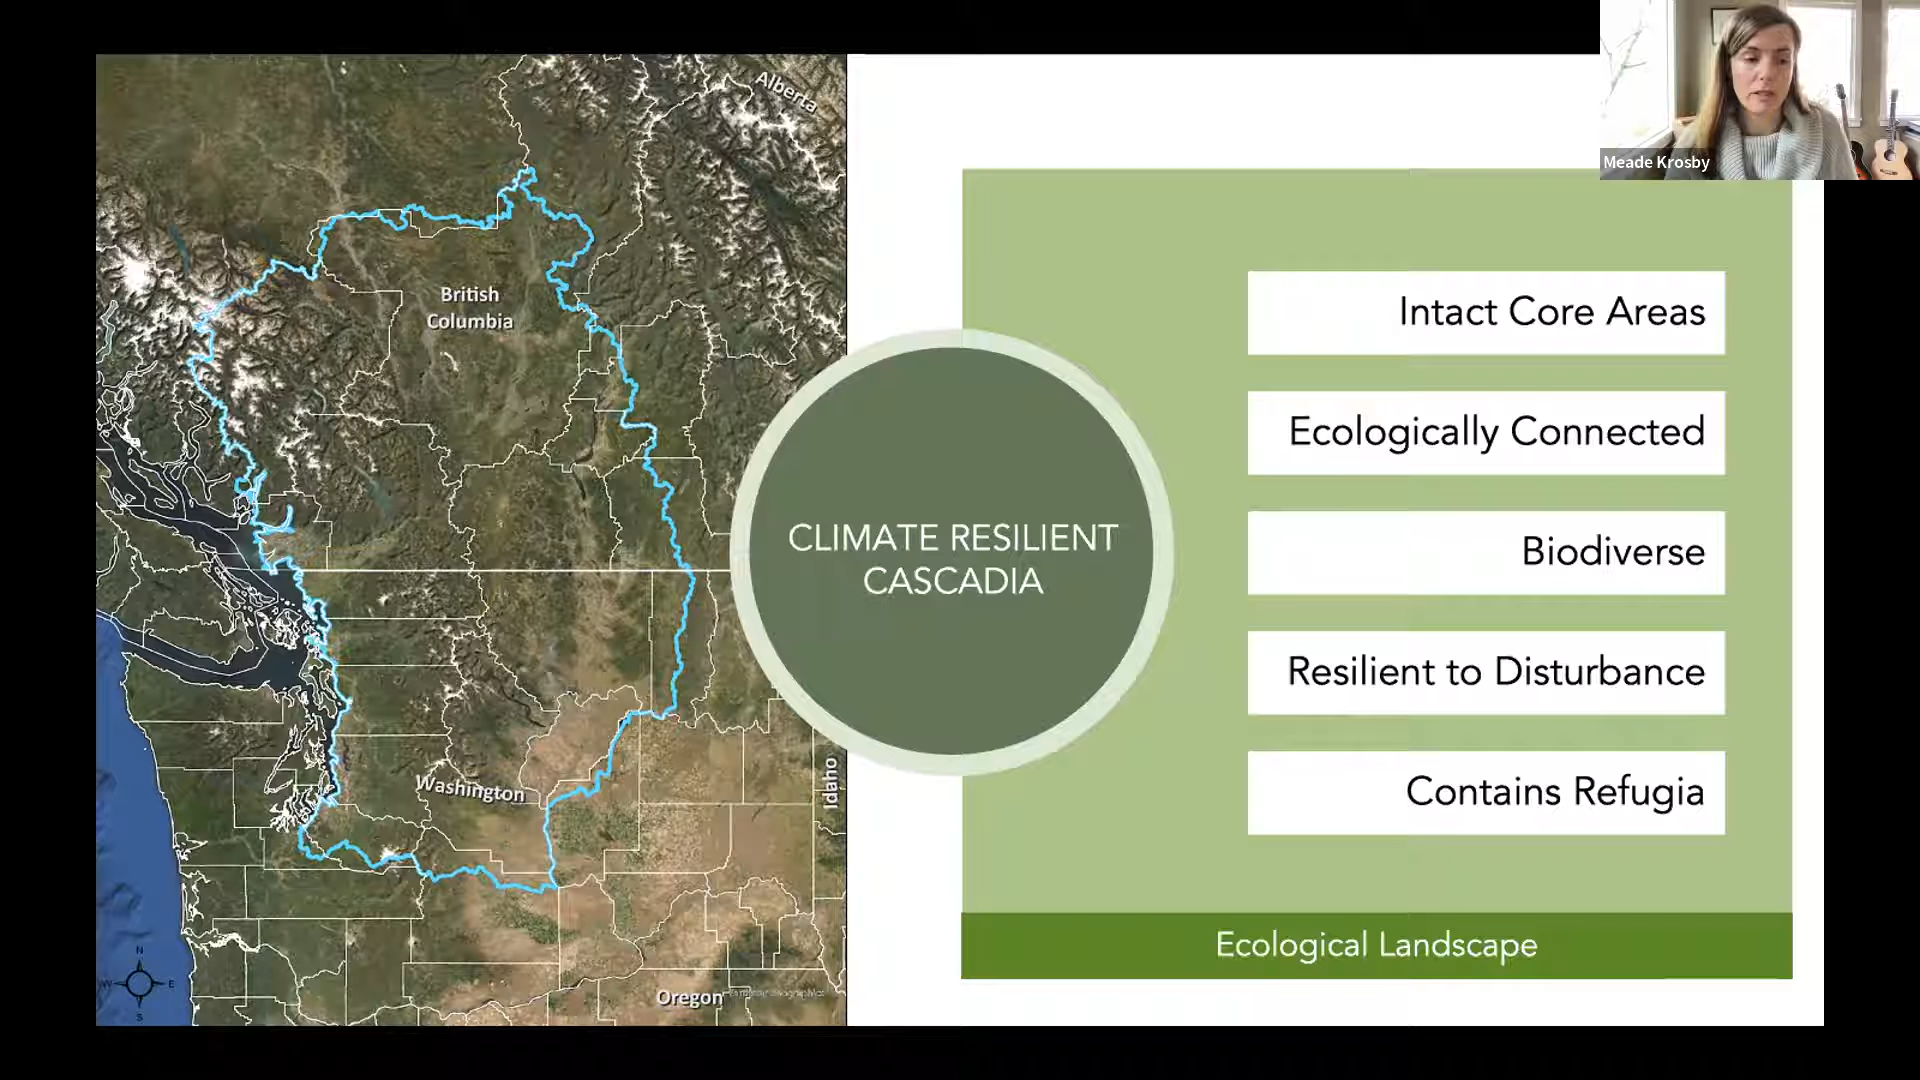 Meade Krosby
Alberta
British
Columbia
Washington
Idaho
Oregon
N
W
E
S
CLIMATE RESILIENT
CASCADIA
Intact Core Areas
Ecologically Connected
Biodiverse
Resilient to Disturbance
Contains Refugia
Ecological Landscape